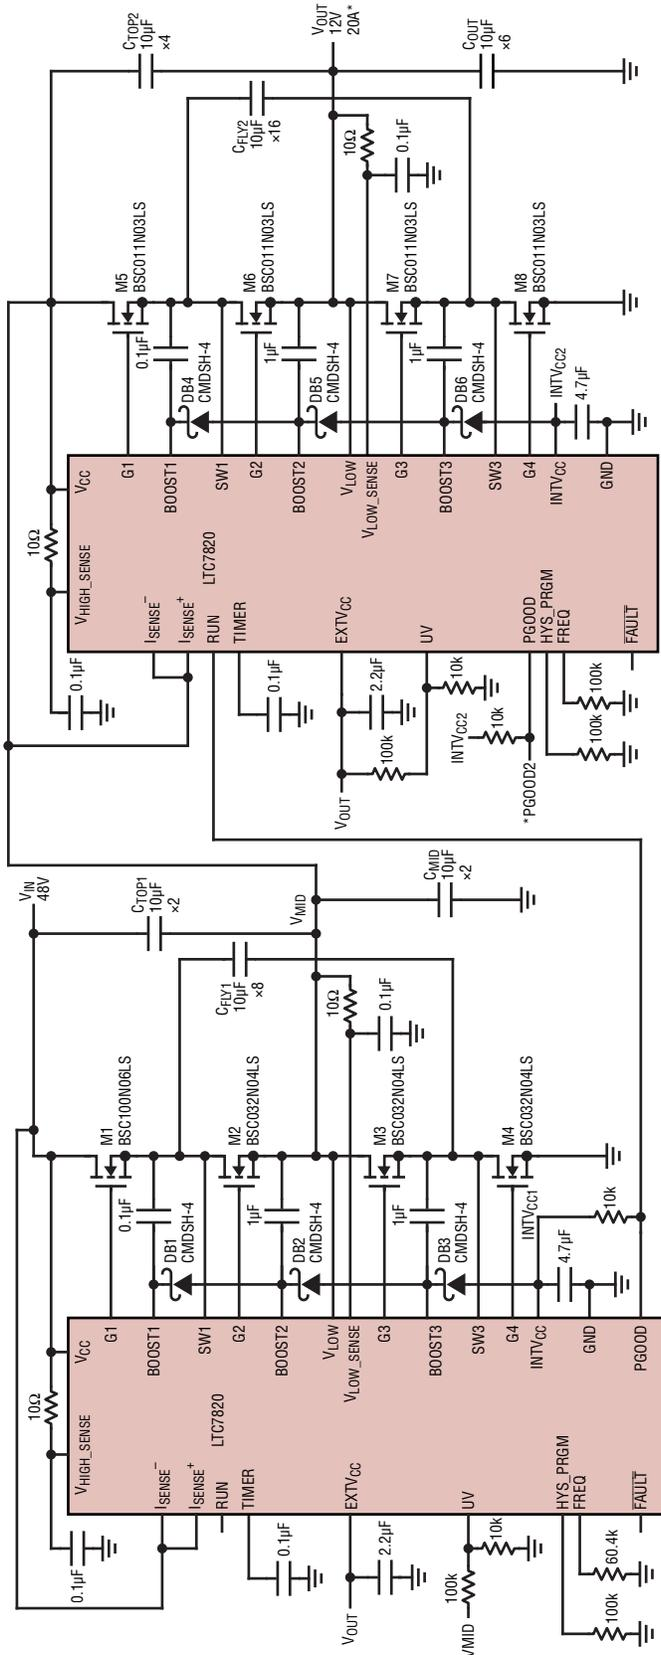 VIN
48V
CTOP1
10µF
×2
VMID
CMID
10µF
×2
CFLY1
10µF
×8
10Ω
0.1µF
M1
BSC100N06LS
M2
BSC032N04LS
M3
BSC032N04LS
M4
BSC032N04LS
0.1µF
1µF
1µF
DB1
CMDSH-4
DB2
CMDSH-4
DB3
CMDSH-4
INTVCC1
4.7µF
10k
10Ω
0.1µF
VHIGH_SENSE
VCC
LTC7820
ISENSE–
ISENSE+
RUN
TIMER
EXTVCC
UV
HYS_PRGM
FREQ
FAULT
G1
BOOST1
SW1
G2
BOOST2
VLOW
VLOW_SENSE
G3
BOOST3
SW3
G4
INTVCC
GND
PGOOD
0.1µF
VOUT
2.2µF
VMID
100k
10k
100k
60.4k
CTOP2
10µF
×4
VOUT
12V
20A*
COUT
10µF
×6
CFLY2
10µF
×16
10Ω
0.1µF
M5
BSC011N03LS
M6
BSC011N03LS
M7
BSC011N03LS
M8
BSC011N03LS
0.1µF
1µF
1µF
DB4
CMDSH-4
DB5
CMDSH-4
DB6
CMDSH-4
INTVCC2
4.7µF
10Ω
0.1µF
VHIGH_SENSE
VCC
LTC7820
ISENSE–
ISENSE+
RUN
TIMER
EXTVCC
UV
PGOOD
HYS_PRGM
FREQ
FAULT
G1
BOOST1
SW1
G2
BOOST2
VLOW
VLOW_SENSE
G3
BOOST3
SW3
G4
INTVCC
GND
0.1µF
VOUT
2.2µF
100k
10k
INTVCC2
10k
*PGOOD2
100k
100k